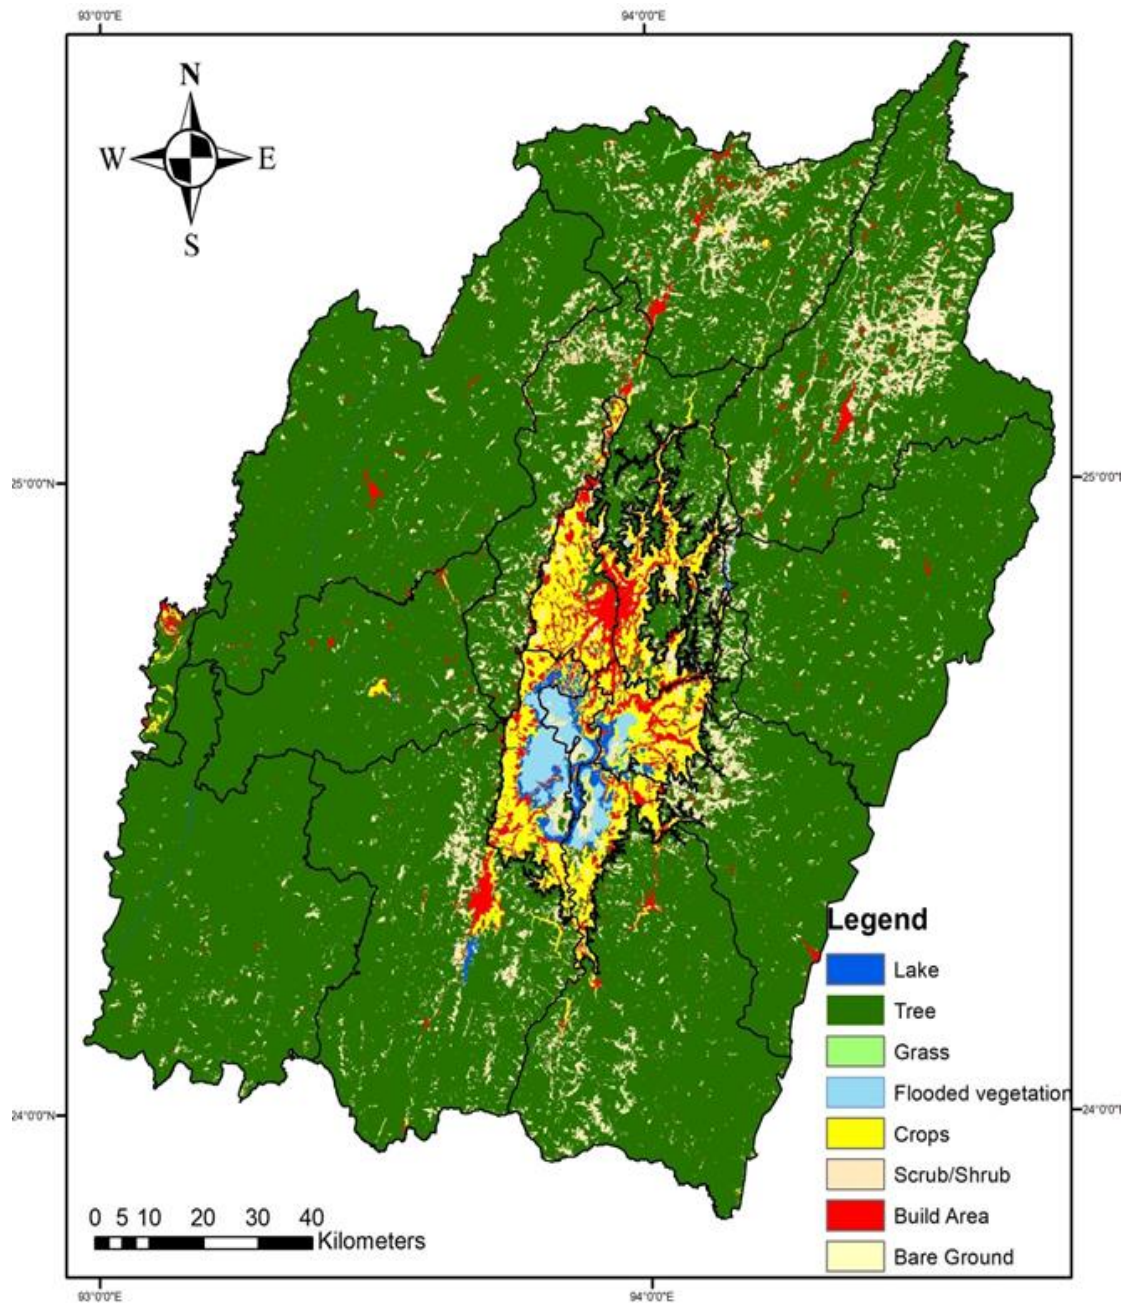 93°0'0"E 94°0'0"E
N
W E
S
25°0'0"N 25°0'0"N
Legend
Lake
Tree
Grass
24°0'0"N Flooded vegetation 24°0'0"N
Crops
Scrub/Shrub
0 5 10 20 30 40
Build Area
Kilometers
Bare Ground
93°0'0"E 94°0'0"E